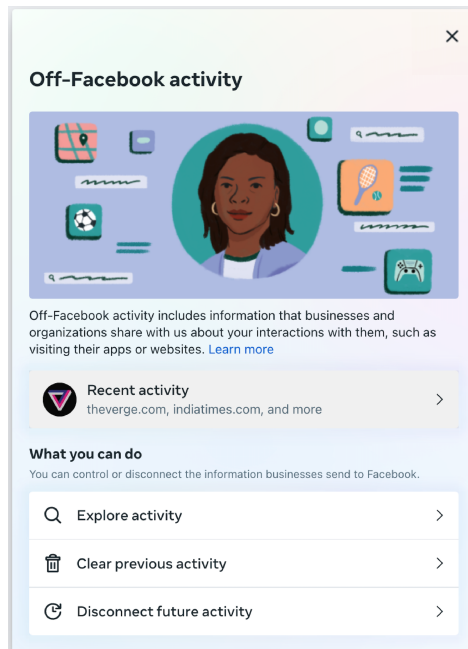 Off-Facebook activity
Off-Facebook activity includes information that businesses and
organizations share with us about your interactions with them, such as
visiting their apps or websites. Learn more
Recent activity
theverge.com, indiatimes.com, and more
What you can do
You can control or disconnect the information businesses send to Facebook.
Explore activity
Clear previous activity
Disconnect future activity